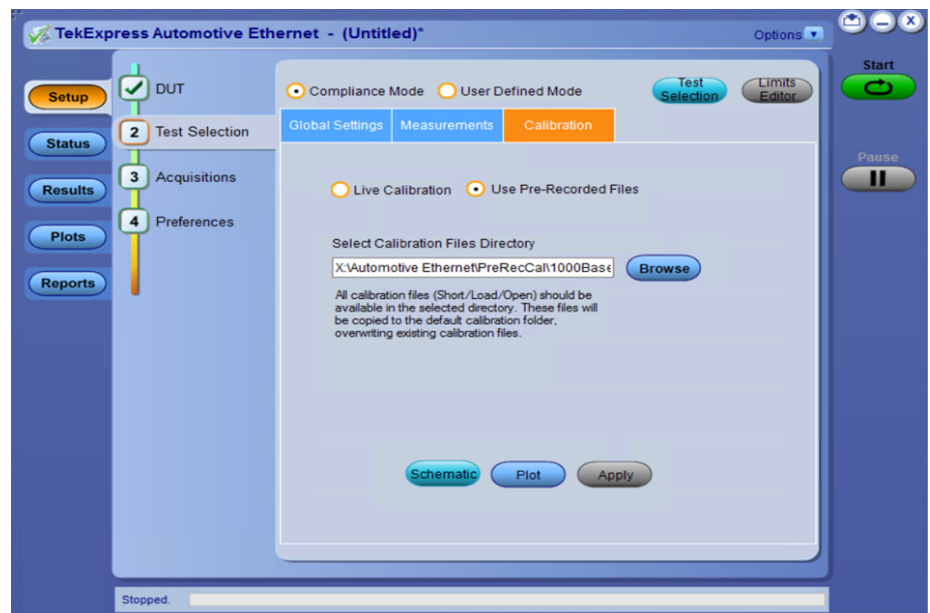 TekExpress Automotive Ethernet - (Untitled)*
Options
Start
Pause
Setup
Status
Results
Plots
Reports
DUT
2 Test Selection
3 Acquisitions
4 Preferences
Compliance Mode User Defined Mode
Test Selection
Limits Editor
Global Settings Measurements Calibration
Live Calibration Use Pre-Recorded Files
Select Calibration Files Directory
X:\Automotive Ethernet\PreRecCal\1000Base
Browse
All calibration files (Short/Load/Open) should be
available in the selected directory. These files will
be copied to the default calibration folder,
overwriting existing calibration files.
Schematic Plot Apply
Stopped.